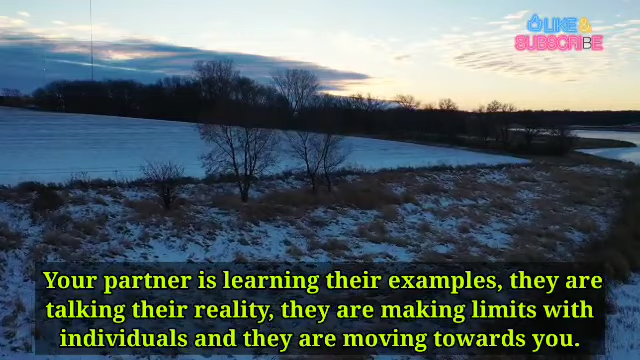 LIKE &
SUBSCRIBE
Your partner is learning their examples, they are
talking their reality, they are making limits with
individuals and they are moving towards you.